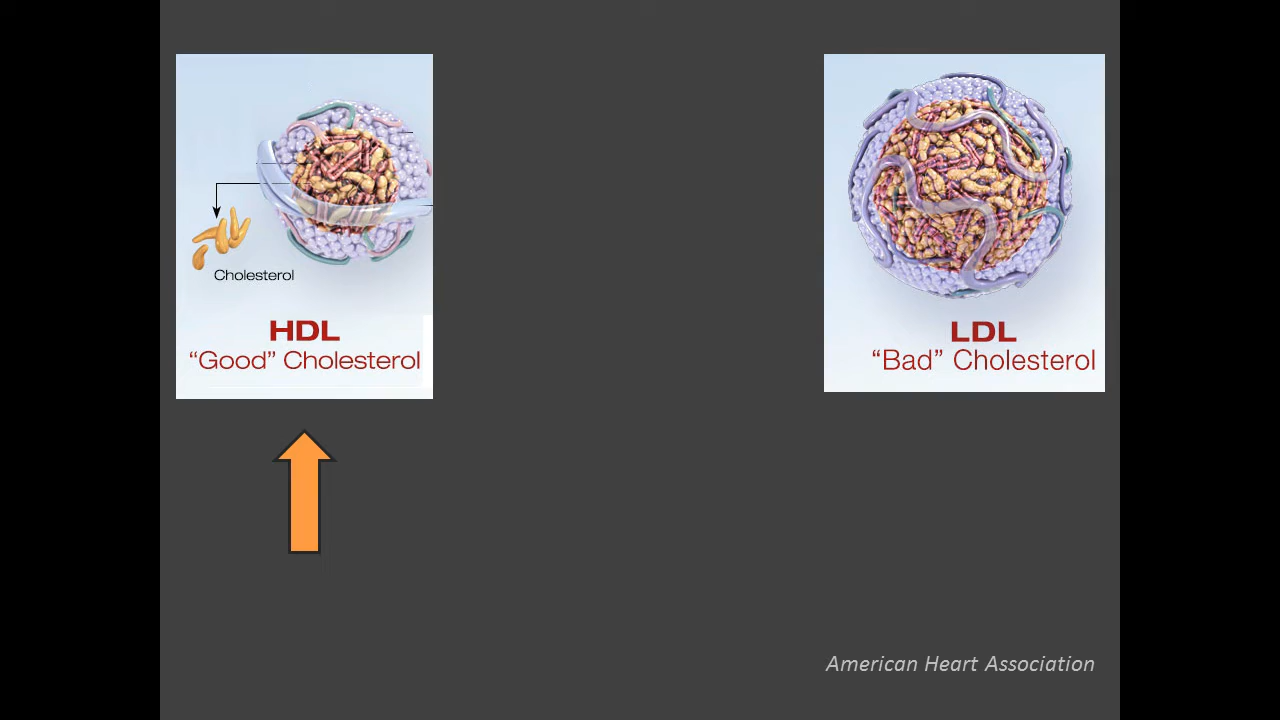 Cholesterol
HDL
“Good” Cholesterol
LDL
“Bad” Cholesterol
American Heart Association